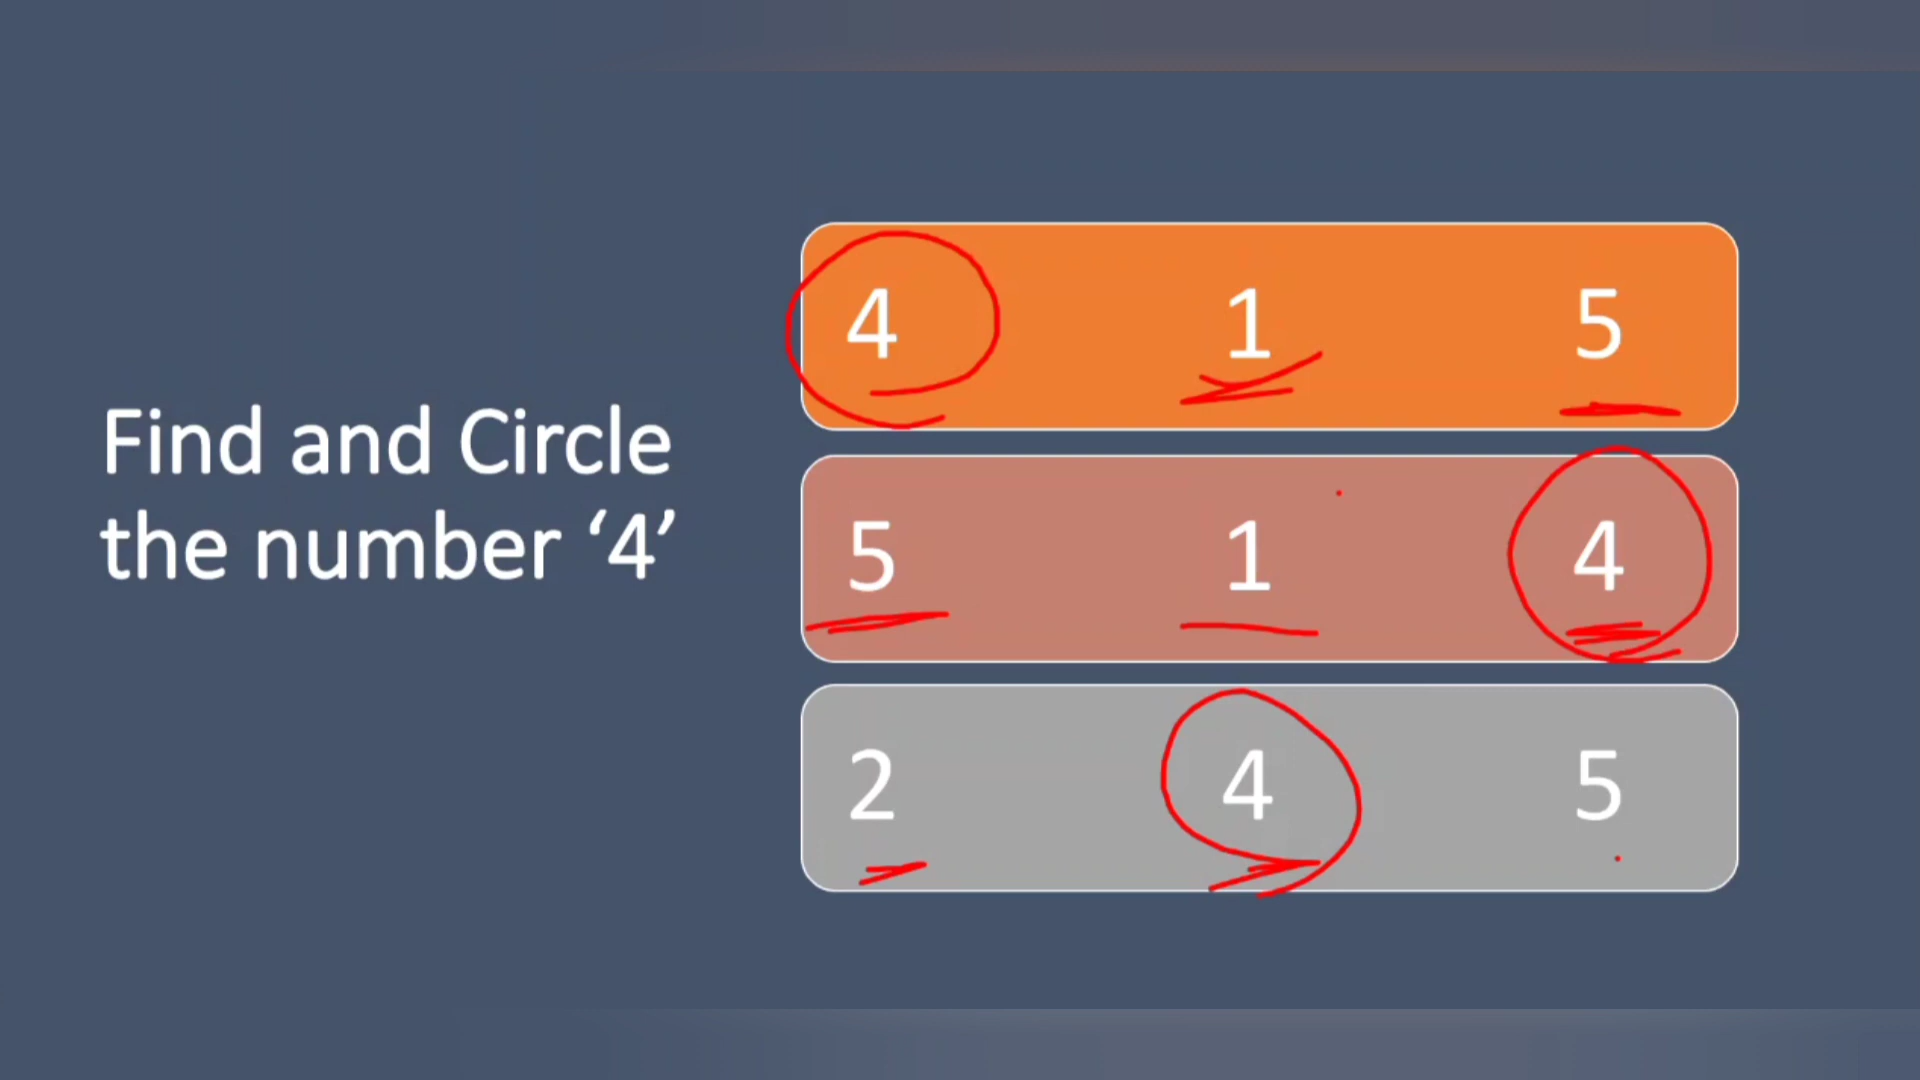 Find and Circle
the number ‘4’
4 1 5
5 1 4
2 4 5